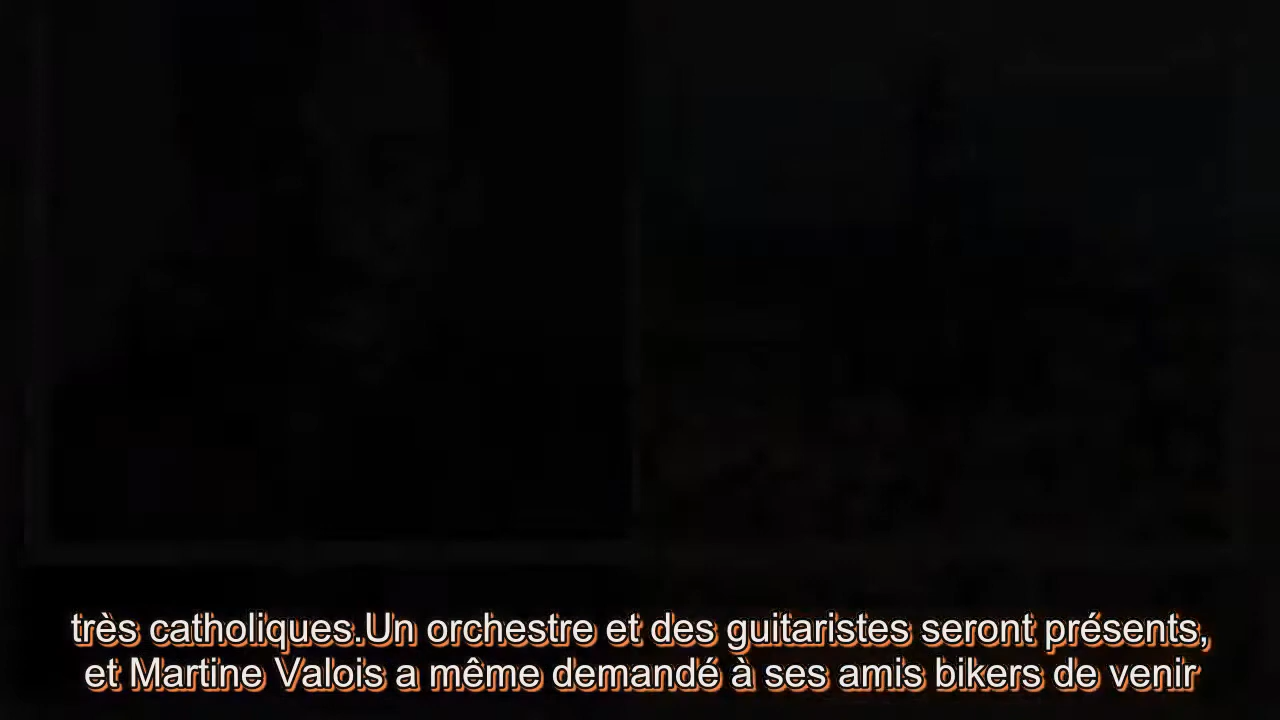 très catholiques.Un orchestre et des guitaristes seront présents,
et Martine Valois a même demandé à ses amis bikers de venir